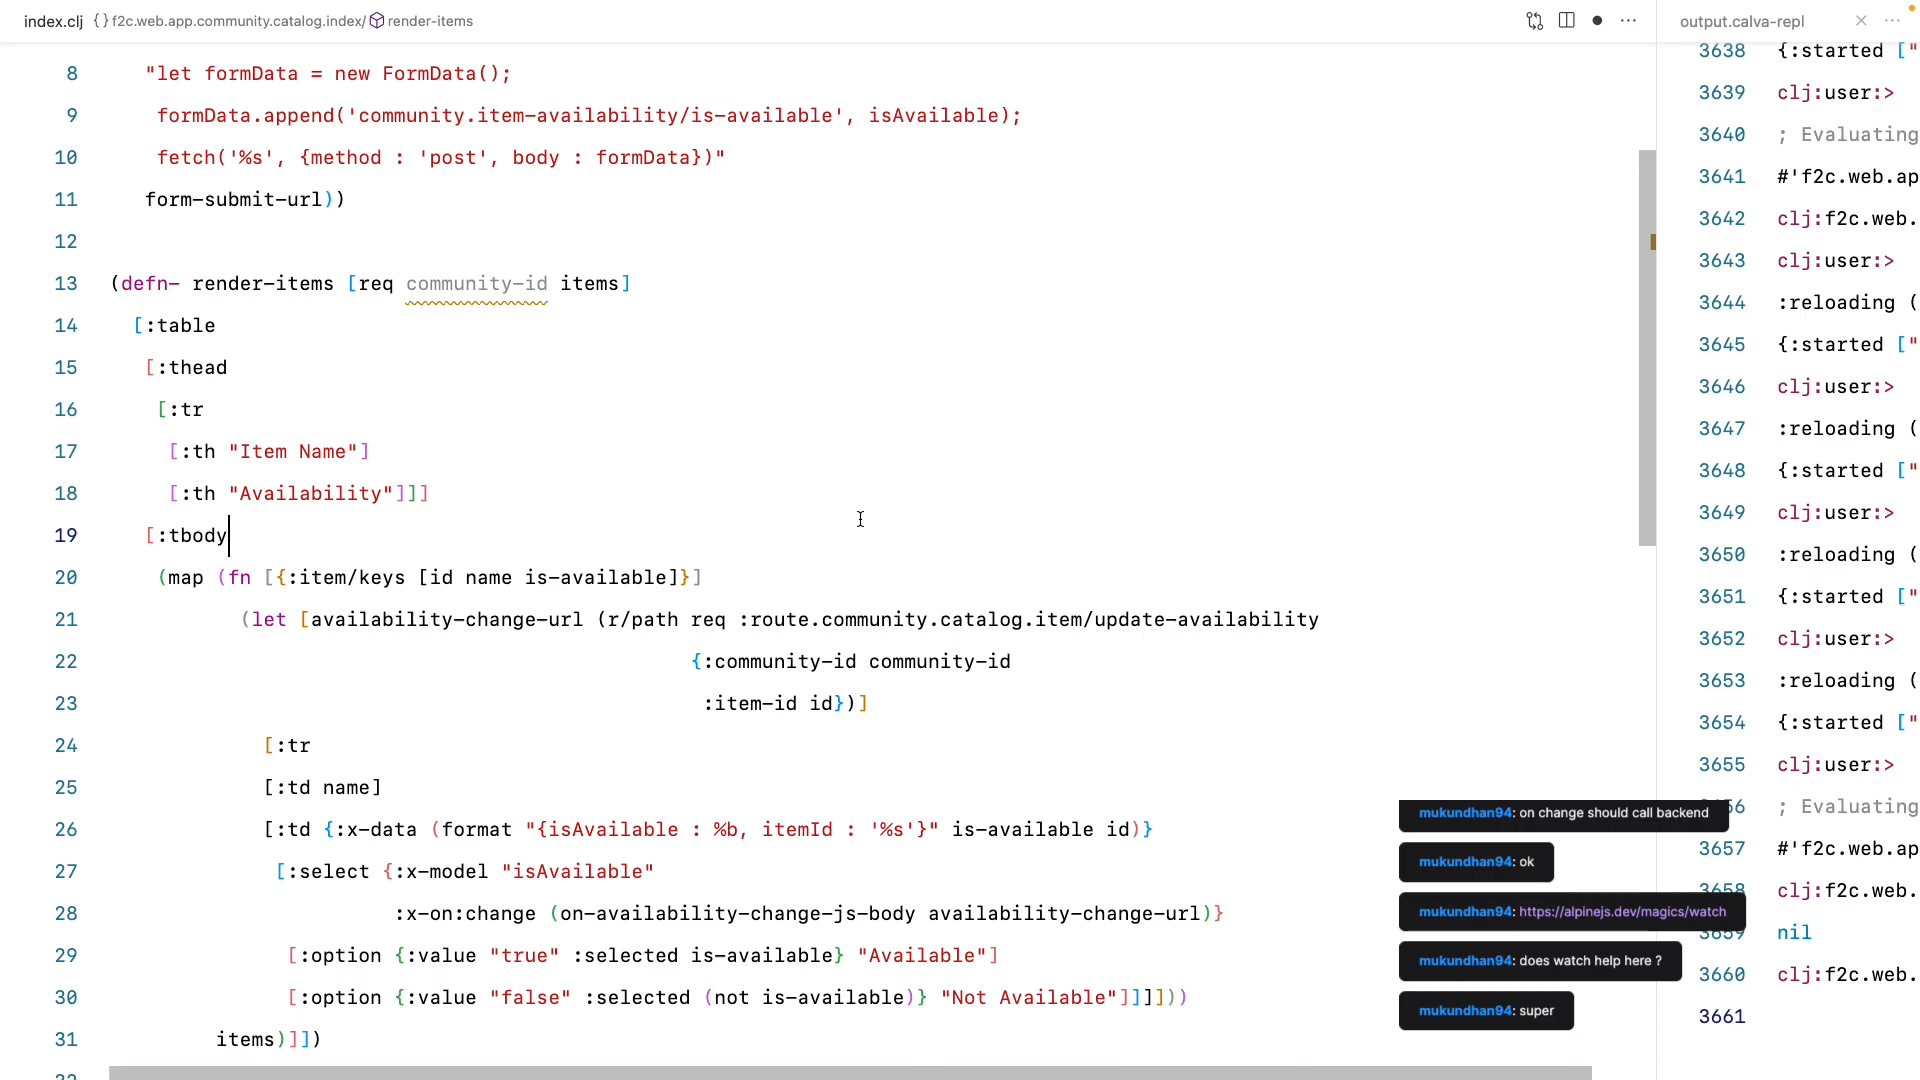 index.clj {} f2c.web.app.community.catalog.index/ render-items
8 "let formData = new FormData();
9 formData.append('community.item-availability/is-available', isAvailable);
10 fetch('%s', {method : 'post', body : formData})"
11 form-submit-url))
12
13 (defn- render-items [req community-id items]
14 [:table
15 [:thead
16 [:tr
17 [:th "Item Name"]
18 [:th "Availability"]]]
19 [:tbody
20 (map (fn [{:item/keys [id name is-available]}]
21 (let [availability-change-url (r/path req :route.community.catalog.item/update-availability
22 {:community-id community-id
23 :item-id id})]
24 [:tr
25 [:td name]
26 [:td {:x-data (format "{isAvailable : %b, itemId : '%s'}" is-available id)}
27 [:select {:x-model "isAvailable"
28 :x-on:change (on-availability-change-js-body availability-change-url)}
29 [:option {:value "true" :selected is-available} "Available"]
30 [:option {:value "false" :selected (not is-available)} "Not Available"]]]]))
31 items)]])
output.calva-repl
3638 {:started ["
3639 clj:user:>
3640 ; Evaluating
3641 #'f2c.web.ap
3642 clj:f2c.web.
3643 clj:user:>
3644 :reloading (
3645 {:started ["
3646 clj:user:>
3647 :reloading (
3648 {:started ["
3649 clj:user:>
3650 :reloading (
3651 {:started ["
3652 clj:user:>
3653 :reloading (
3654 {:started ["
3655 clj:user:>
; Evaluating
3657 #'f2c.web.ap
3658 clj:f2c.web.
3659 nil
3660 clj:f2c.web.
3661
mukundhan94: on change should call backend
mukundhan94: ok
mukundhan94: https://alpinejs.dev/magics/watch
mukundhan94: does watch help here ?
mukundhan94: super